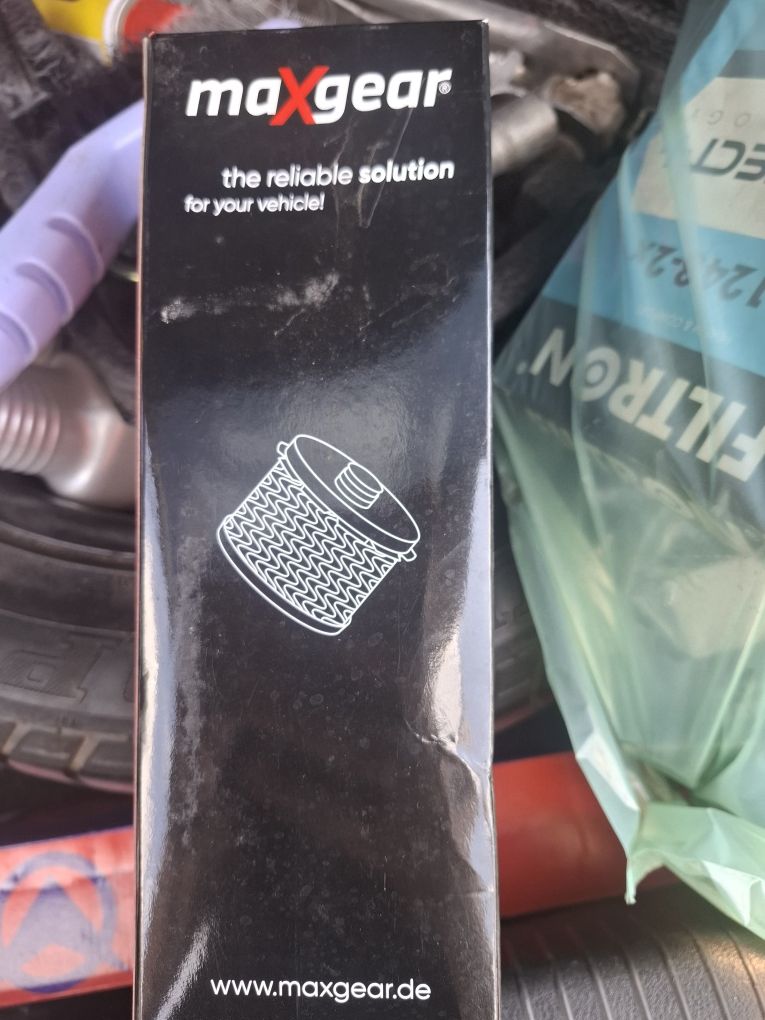 maXgear®
the reliable solution
for your vehicle!
www.maxgear.de
FILTRON